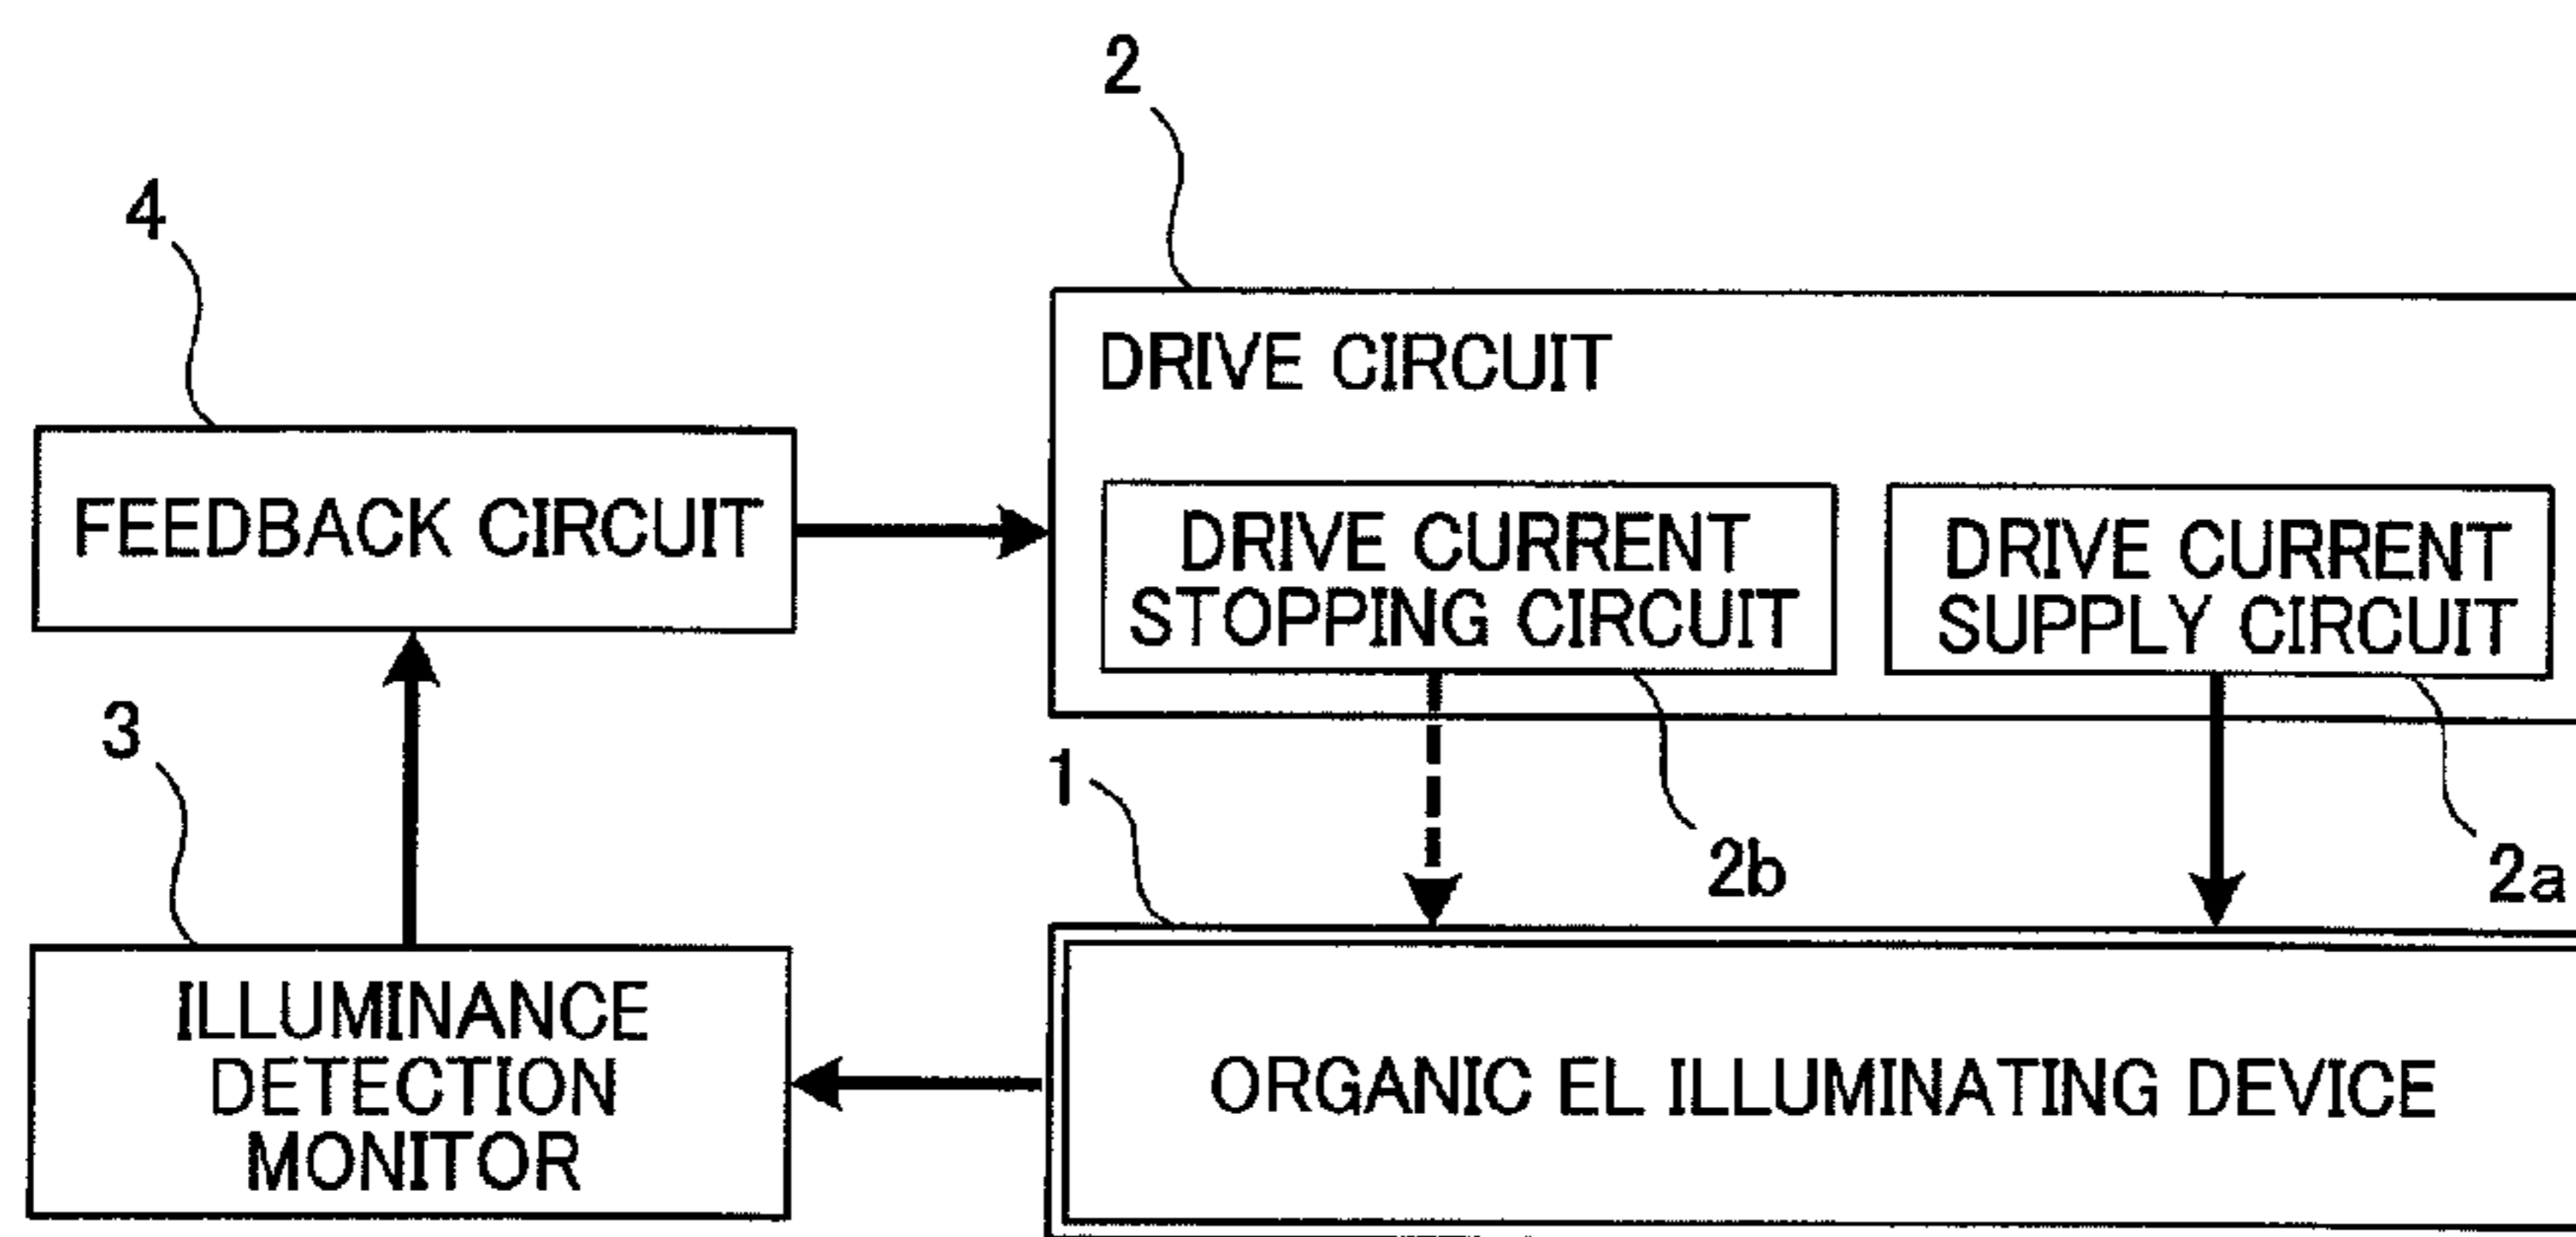 2
4
DRIVE CIRCUIT
FEEDBACK CIRCUIT
DRIVE CURRENT
STOPPING CIRCUIT
DRIVE CURRENT
SUPPLY CIRCUIT
3
1
2b
2a
ILLUMINANCE
DETECTION
MONITOR
ORGANIC EL ILLUMINATING DEVICE